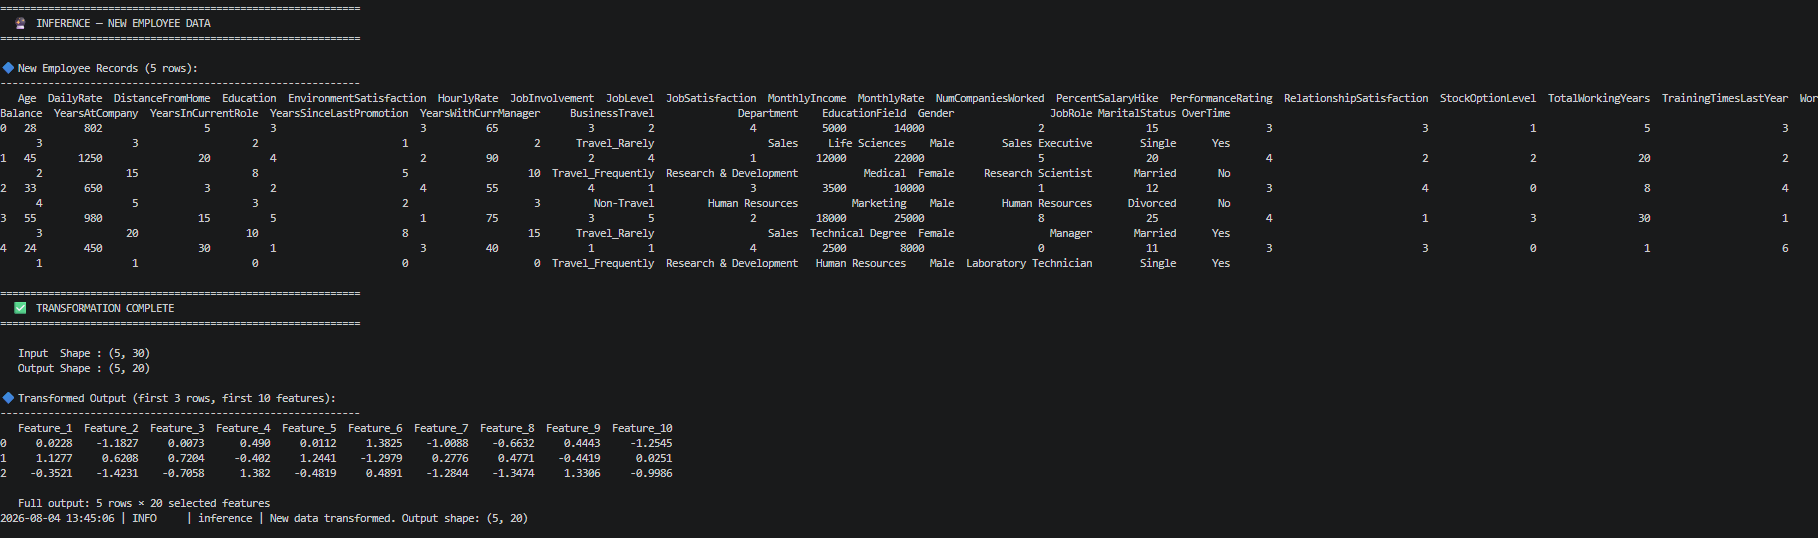 ============================================================
🔮 INFERENCE — NEW EMPLOYEE DATA
============================================================
🔷 New Employee Records (5 rows):
------------------------------------------------------------
Age DailyRate DistanceFromHome Education EnvironmentSatisfaction HourlyRate JobInvolvement JobLevel JobSatisfaction MonthlyIncome MonthlyRate NumCompaniesWorked PercentSalaryHike PerformanceRating RelationshipSatisfaction StockOptionLevel TotalWorkingYears TrainingTimesLastYear Wor
Balance YearsAtCompany YearsInCurrentRole YearsSinceLastPromotion YearsWithCurrManager BusinessTravel Department EducationField Gender JobRole MaritalStatus OverTime
0 28 802 5 3 3 65 3 2 4 5000 14000 2 15 3 3 1 5 3
3 3 2 1 2 Travel_Rarely Sales Life Sciences Male Sales Executive Single Yes
1 45 1250 20 4 2 90 2 4 1 12000 22000 5 20 4 2 2 20 2
2 15 8 5 10 Travel_Frequently Research & Development Medical Female Research Scientist Married No
2 33 650 3 2 4 55 4 1 3 3500 10000 1 12 3 4 0 8 4
4 5 3 2 3 Non-Travel Human Resources Marketing Male Human Resources Divorced No
3 55 980 15 5 1 75 3 5 2 18000 25000 8 25 4 1 3 30 1
3 20 10 8 15 Travel_Rarely Sales Technical Degree Female Manager Married Yes
4 24 450 30 1 3 40 1 1 4 2500 8000 0 11 3 3 0 1 6
1 1 0 0 0 Travel_Frequently Research & Development Human Resources Male Laboratory Technician Single Yes
============================================================
✅ TRANSFORMATION COMPLETE
============================================================
Input Shape : (5, 30)
Output Shape : (5, 20)
🔷 Transformed Output (first 3 rows, first 10 features):
------------------------------------------------------------
Feature_1 Feature_2 Feature_3 Feature_4 Feature_5 Feature_6 Feature_7 Feature_8 Feature_9 Feature_10
0 0.0228 -1.1827 0.0073 0.490 0.0112 1.3825 -1.0088 -0.6632 0.4443 -1.2545
1 1.1277 0.6208 0.7204 -0.402 1.2441 -1.2979 0.2776 0.4771 -0.4419 0.0251
2 -0.3521 -1.4231 -0.7058 1.382 -0.4819 0.4891 -1.2844 -1.3474 1.3306 -0.9986
Full output: 5 rows × 20 selected features
2026-08-04 13:45:06 | INFO | inference | New data transformed. Output shape: (5, 20)